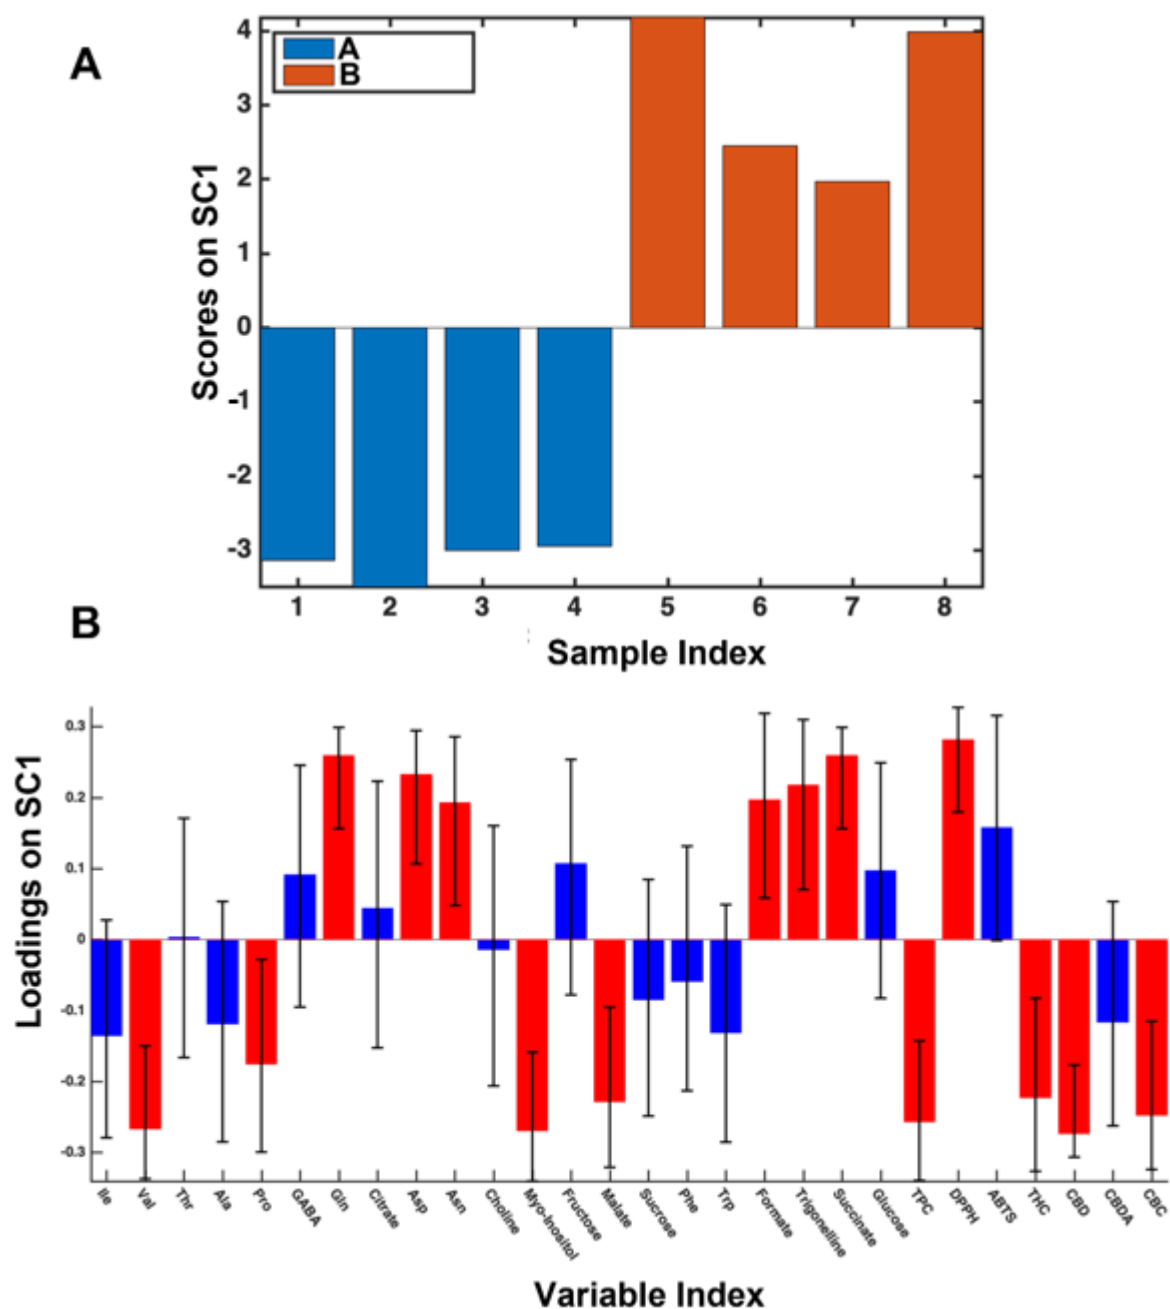 A
A
B
4
3
2
1
0
-1
-2
-3
Scores on SC1
1 2 3 4 5 6 7 8
Sample Index
B
0.3
0.2
0.1
0
-0.1
-0.2
-0.3
Loadings on SC1
Ile Val Thr Ala Pro GABA Gln Citrate Asp Asn Choline Myo-Inositol Fructose Malate Sucrose Phe Trp Formate Trigonelline Succinate Glucose TPC DPPH ABTS THC CBD CBDA CBC
Variable Index